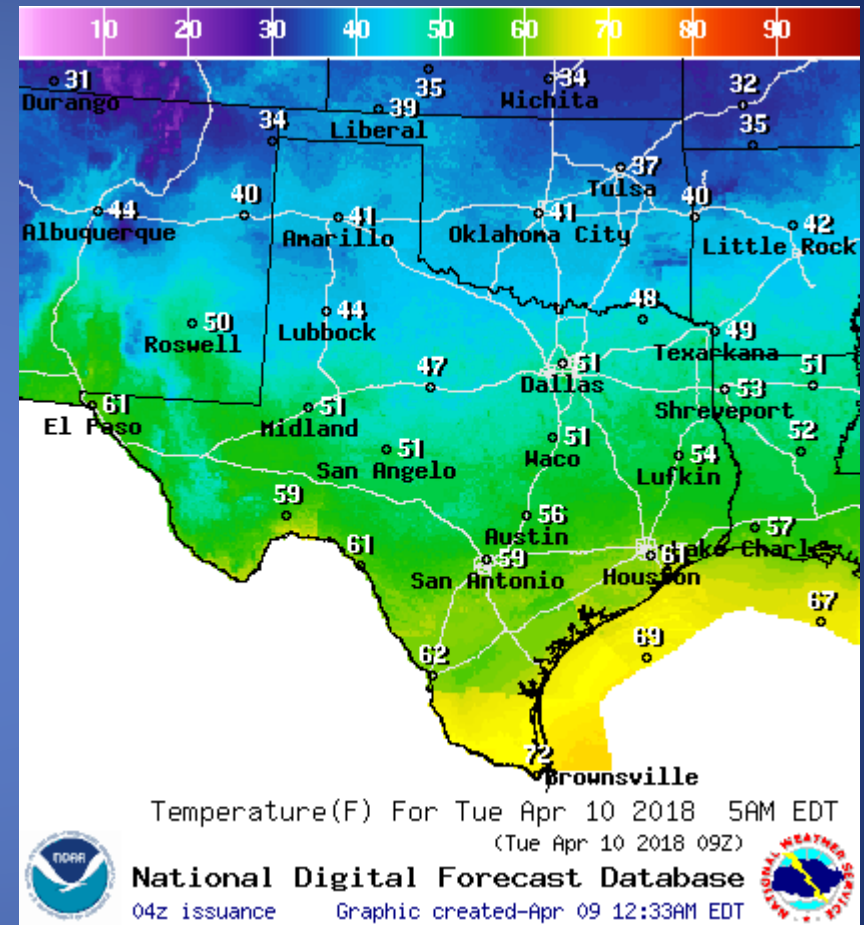 10 20 30 40 50 60 70 80 90
31
Durango
35
34
Wichita
32
39
Liberal
35
34
37
Tulsa
44
Albuquerque
40
41
Amarillo
41
Oklahoma City
40
42
Little Rock
50
Roswell
44
Lubbock
48
49
Texarkana
47
51
Dallas
51
53
Shreveport
61
El Paso
51
Midland
51
San Angelo
51
Waco
54
Lufkin
52
59
56
Austin
57
Lake Charles
61
59
San Antonio
61
Houston
67
69
62
72
Brownsville
Temperature(F) For Tue Apr 10 2018 5AM EDT
(Tue Apr 10 2018 09Z)
National Digital Forecast Database
04z issuance Graphic created-Apr 09 12:33AM EDT
NOAA
NATIONAL WEATHER SERVICE